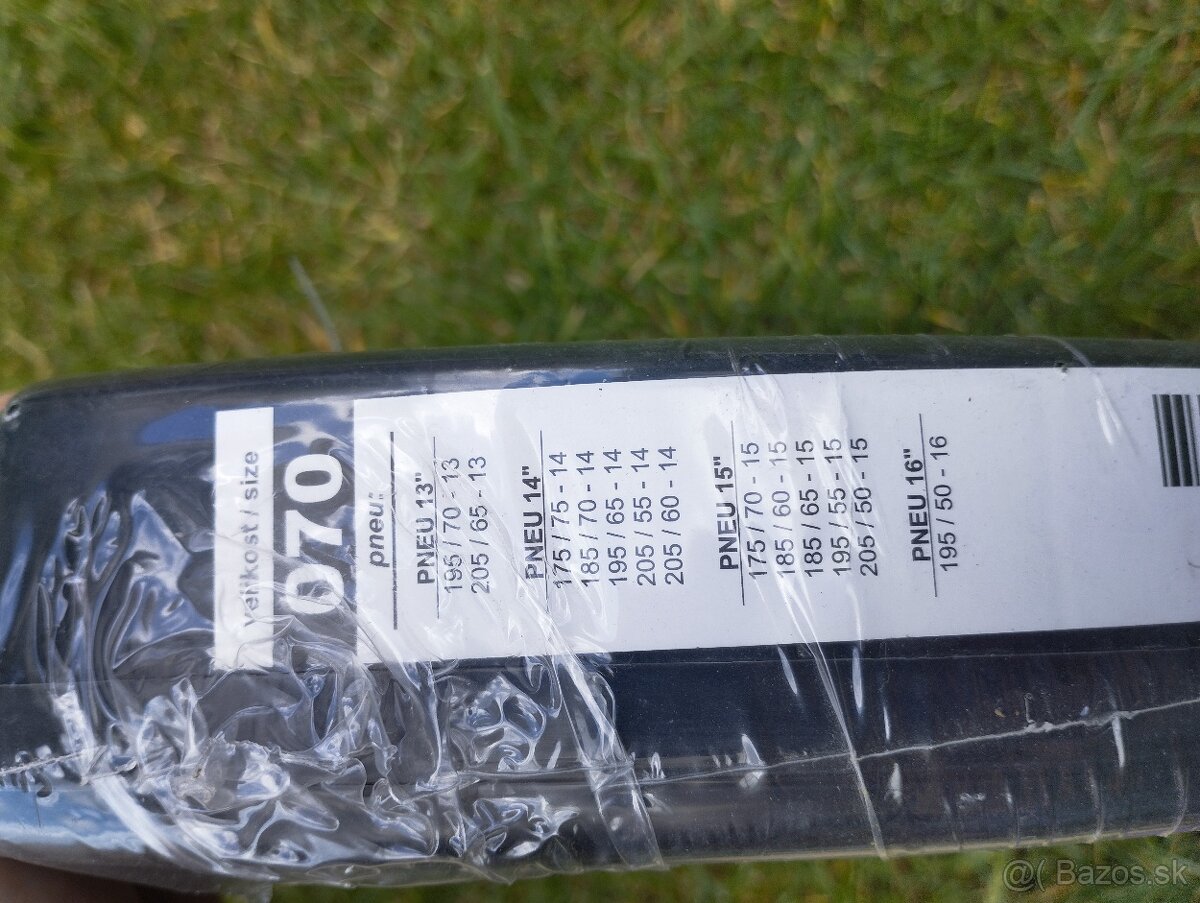 velikost / size
070
pneu
PNEU 13"
195 / 70 - 13
205 / 65 - 13
PNEU 14"
175 / 75 - 14
185 / 70 - 14
195 / 65 - 14
205 / 55 - 14
205 / 60 - 14
PNEU 15"
175 / 70 - 15
185 / 60 - 15
185 / 65 - 15
195 / 55 - 15
205 / 50 - 15
PNEU 16"
195 / 50 - 16
@( Bazos.sk